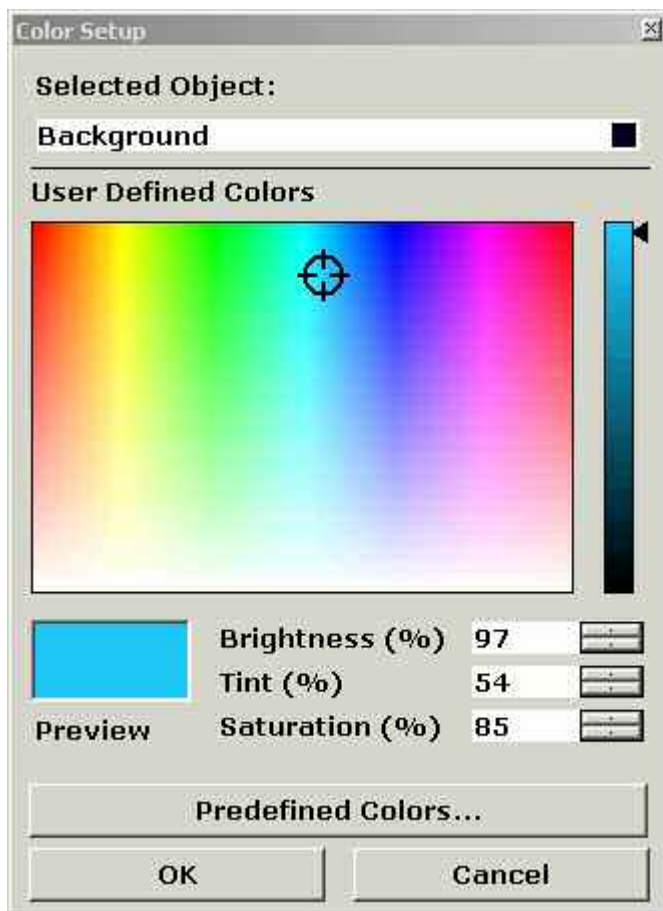 Color Setup
Selected Object:
Background
User Defined Colors
Brightness (%) 97
Tint (%) 54
Preview
Saturation (%) 85
Predefined Colors...
OK
Cancel